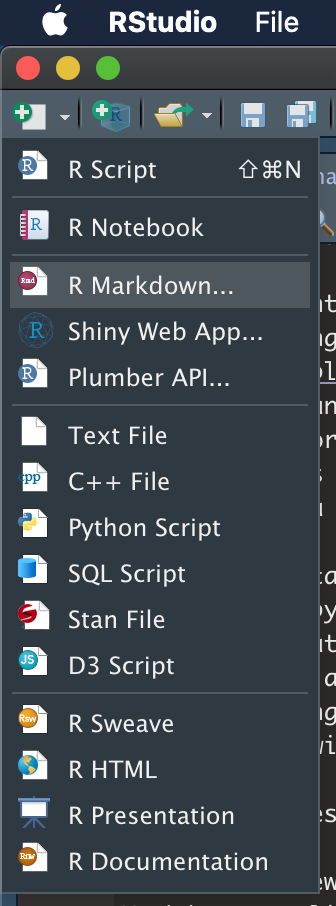 RStudio File
R Script ⇧⌘N
R Notebook
R Markdown...
Shiny Web App...
Plumber API...
Text File
C++ File
Python Script
SQL Script
Stan File
D3 Script
R Sweave
R HTML
R Presentation
R Documentation